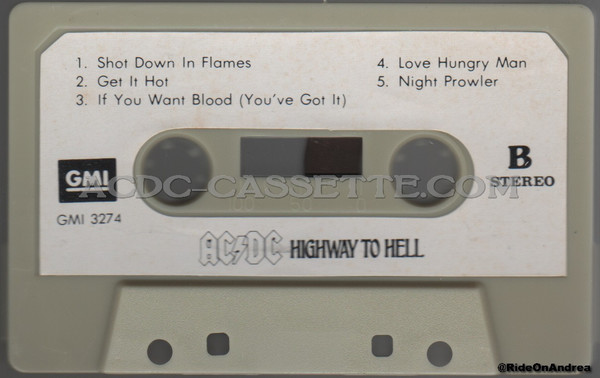 1. Shot Down In Flames
2. Get It Hot
3. If You Want Blood (You've Got It)
4. Love Hungry Man
5. Night Prowler
GMI
GMI 3274
B
STEREO
ACDC-CASSETTE.COM
AC/DC HIGHWAY TO HELL
@RideOnAndrea